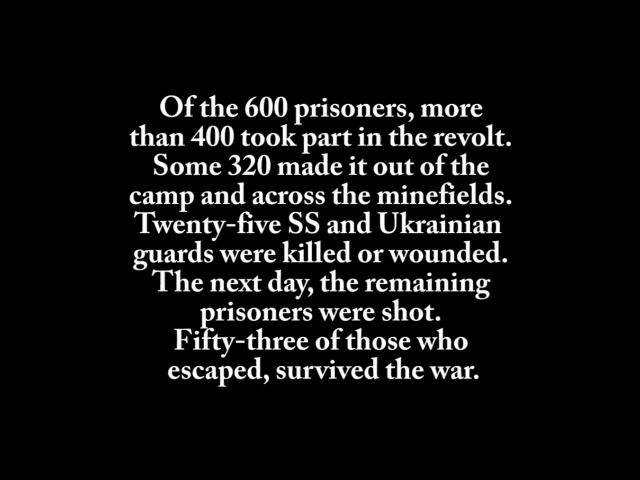 Of the 600 prisoners, more
than 400 took part in the revolt.
Some 320 made it out of the
camp and across the minefields.
Twenty-five SS and Ukrainian
guards were killed or wounded.
The next day, the remaining
prisoners were shot.
Fifty-three of those who
escaped, survived the war.